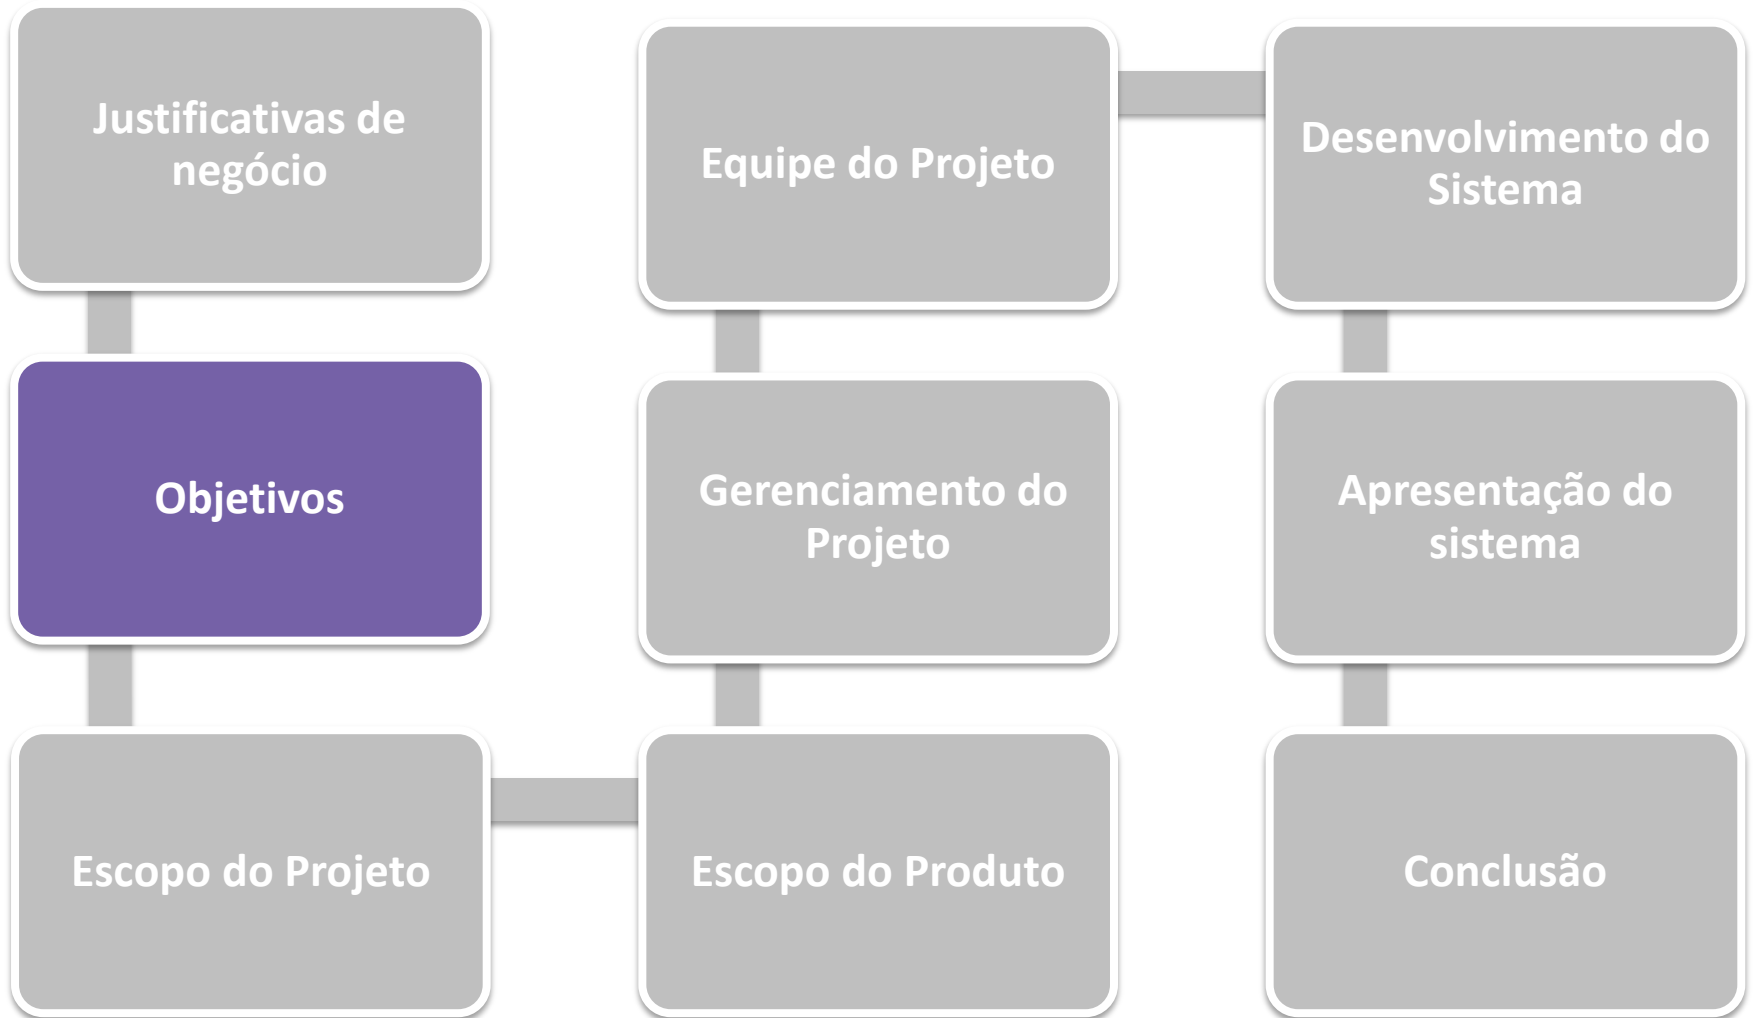 Justificativas de
negócio
Objetivos
Escopo do Projeto
Escopo do Produto
Gerenciamento do
Projeto
Equipe do Projeto
Desenvolvimento do
Sistema
Apresentação do
sistema
Conclusão